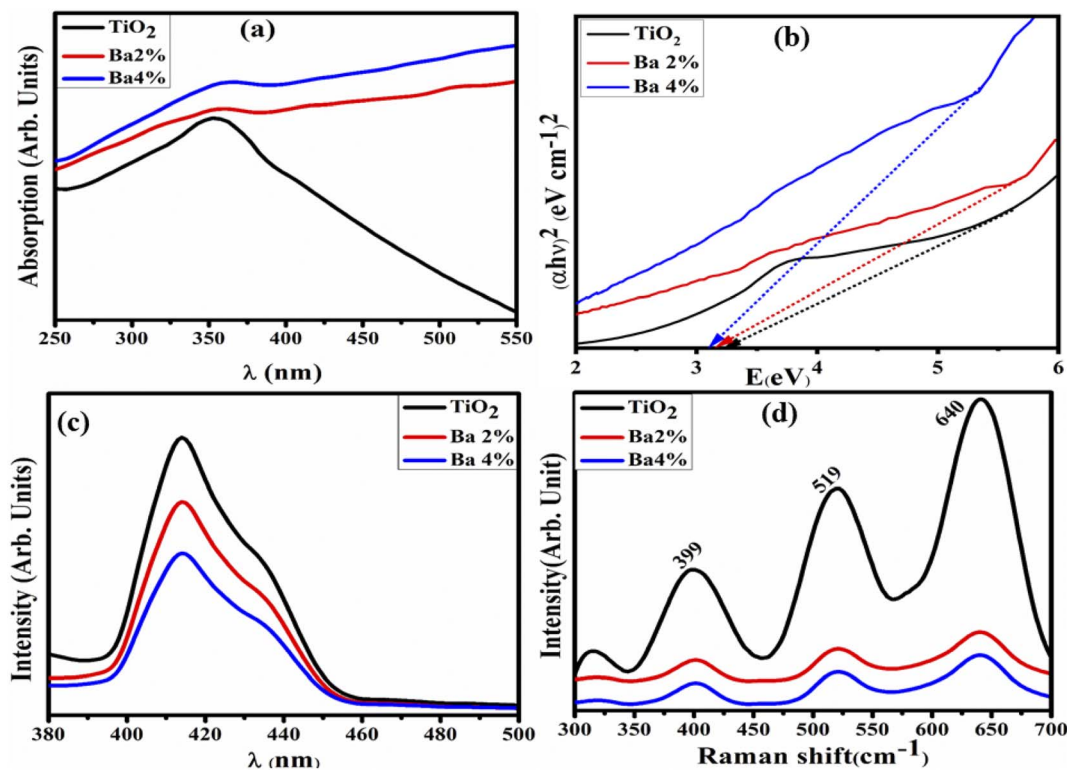 (a)
TiO2
Ba2%
Ba4%
Absorption (Arb. Units)
250 300 350 400 450 500 550
λ (nm)
(b)
TiO2
Ba 2%
Ba 4%
(αhν)2 (eV cm-1)2
2 3 4 5 6
E(eV)
(c)
TiO2
Ba 2%
Ba 4%
Intensity (Arb. Units)
380 400 420 440 460 480 500
λ (nm)
(d)
TiO2
Ba2%
Ba4%
399
519
640
Intensity(Arb. Unit)
300 350 400 450 500 550 600 650 700
Raman shift(cm-1)